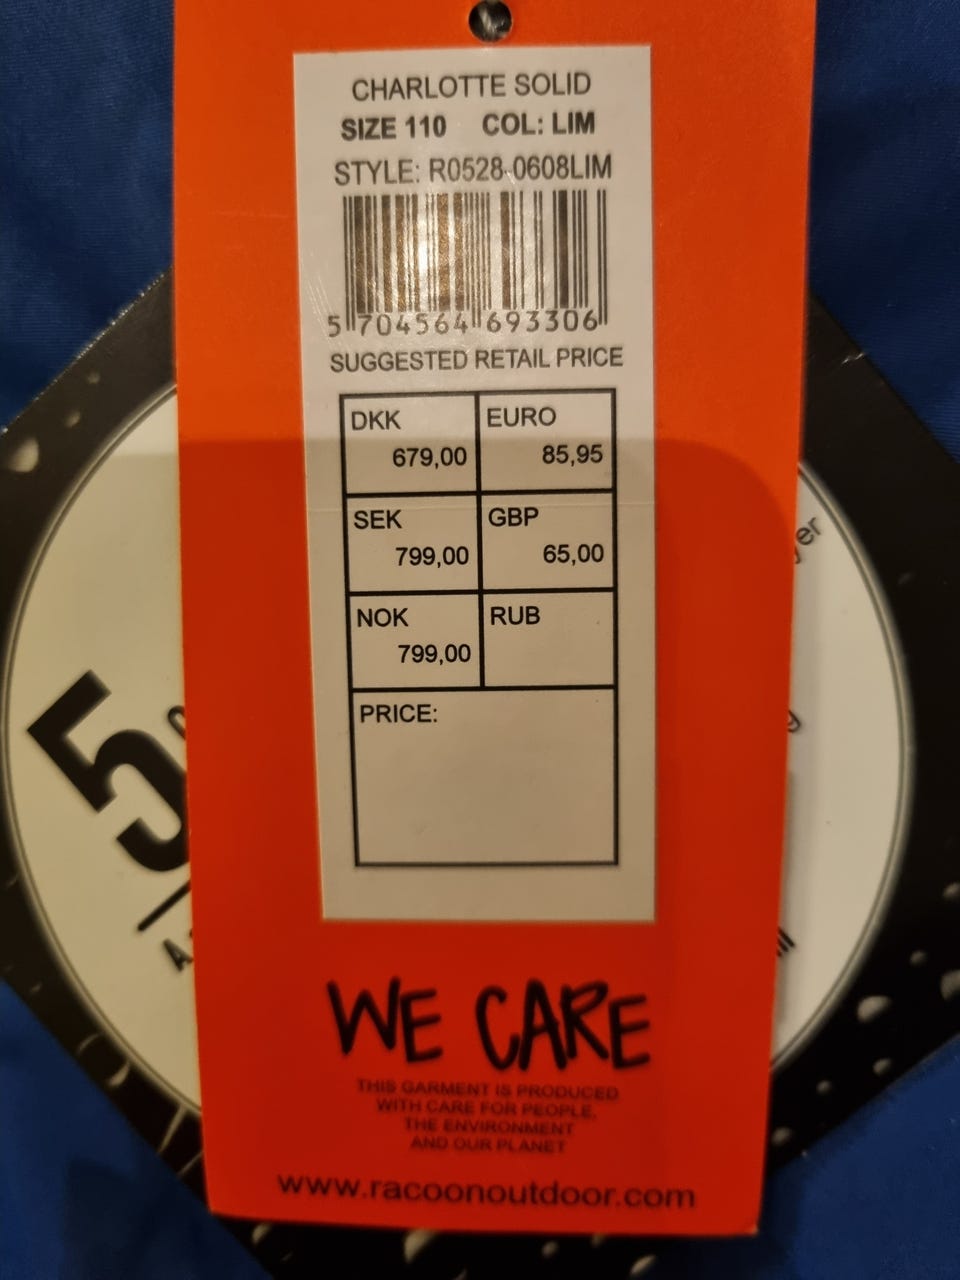 CHARLOTTE SOLID
SIZE 110 COL: LIM
STYLE: R0528-0608LIM
5 704564 693306
SUGGESTED RETAIL PRICE
DKK EURO
679,00 85,95
SEK GBP
799,00 65,00
NOK RUB
799,00
PRICE:
5
WE CARE
THIS GARMENT IS PRODUCED
WITH CARE FOR PEOPLE,
THE ENVIRONMENT
AND OUR PLANET
www.racoonoutdoor.com